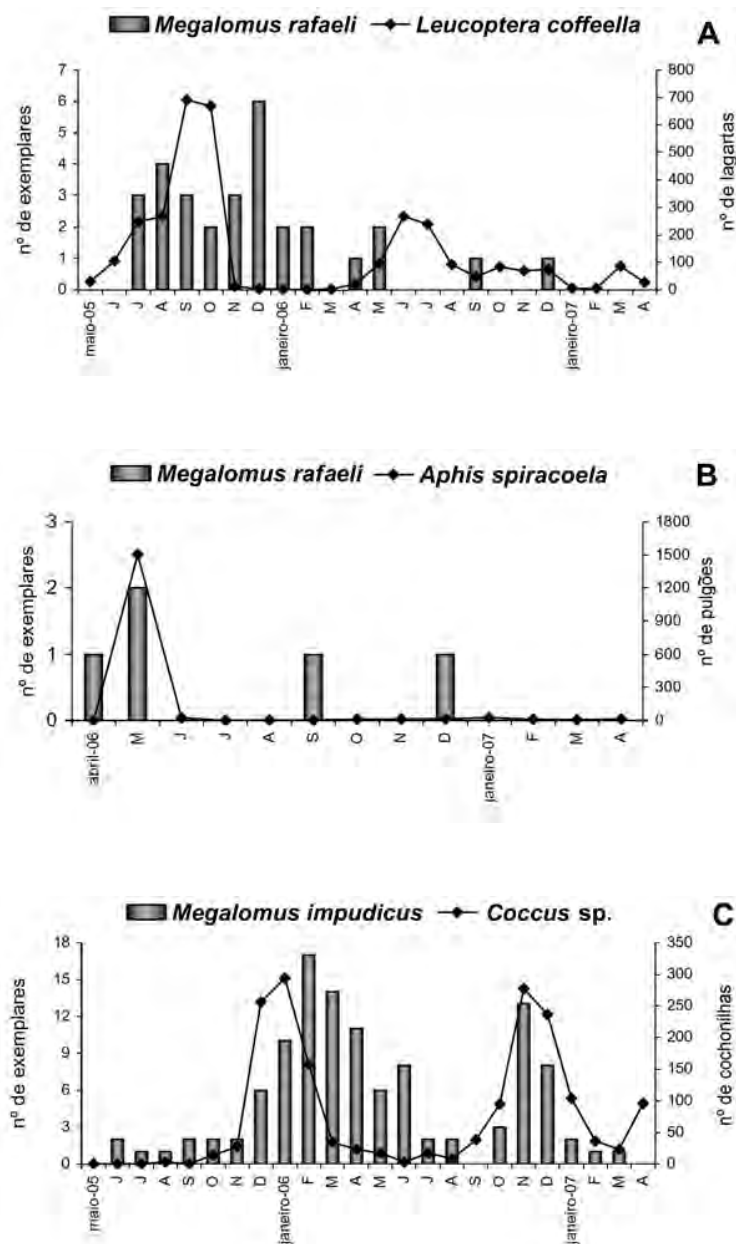 Megalomus rafaeli Leucoptera coffeella
A
nº de exemplares
7
6
5
4
3
2
1
0
800
700
600
500
400
300
200
100
0
nº de lagartas
maio-05 J J A S O N D janeiro-06 F M A M J J A S O N D janeiro-07 F M A
Megalomus rafaeli Aphis spiracoela
B
nº de exemplares
3
2
1
0
1800
1500
1200
900
600
300
0
nº de pulgões
abril-06 M J J A S O N D janeiro-07 F M A
Megalomus impudicus Coccus sp.
C
nº de exemplares
18
15
12
9
6
3
0
350
300
250
200
150
100
50
0
nº de cochonilhas
maio-05 J J A S O N D janeiro-06 F M A M J J A S O N D janeiro-07 F M A